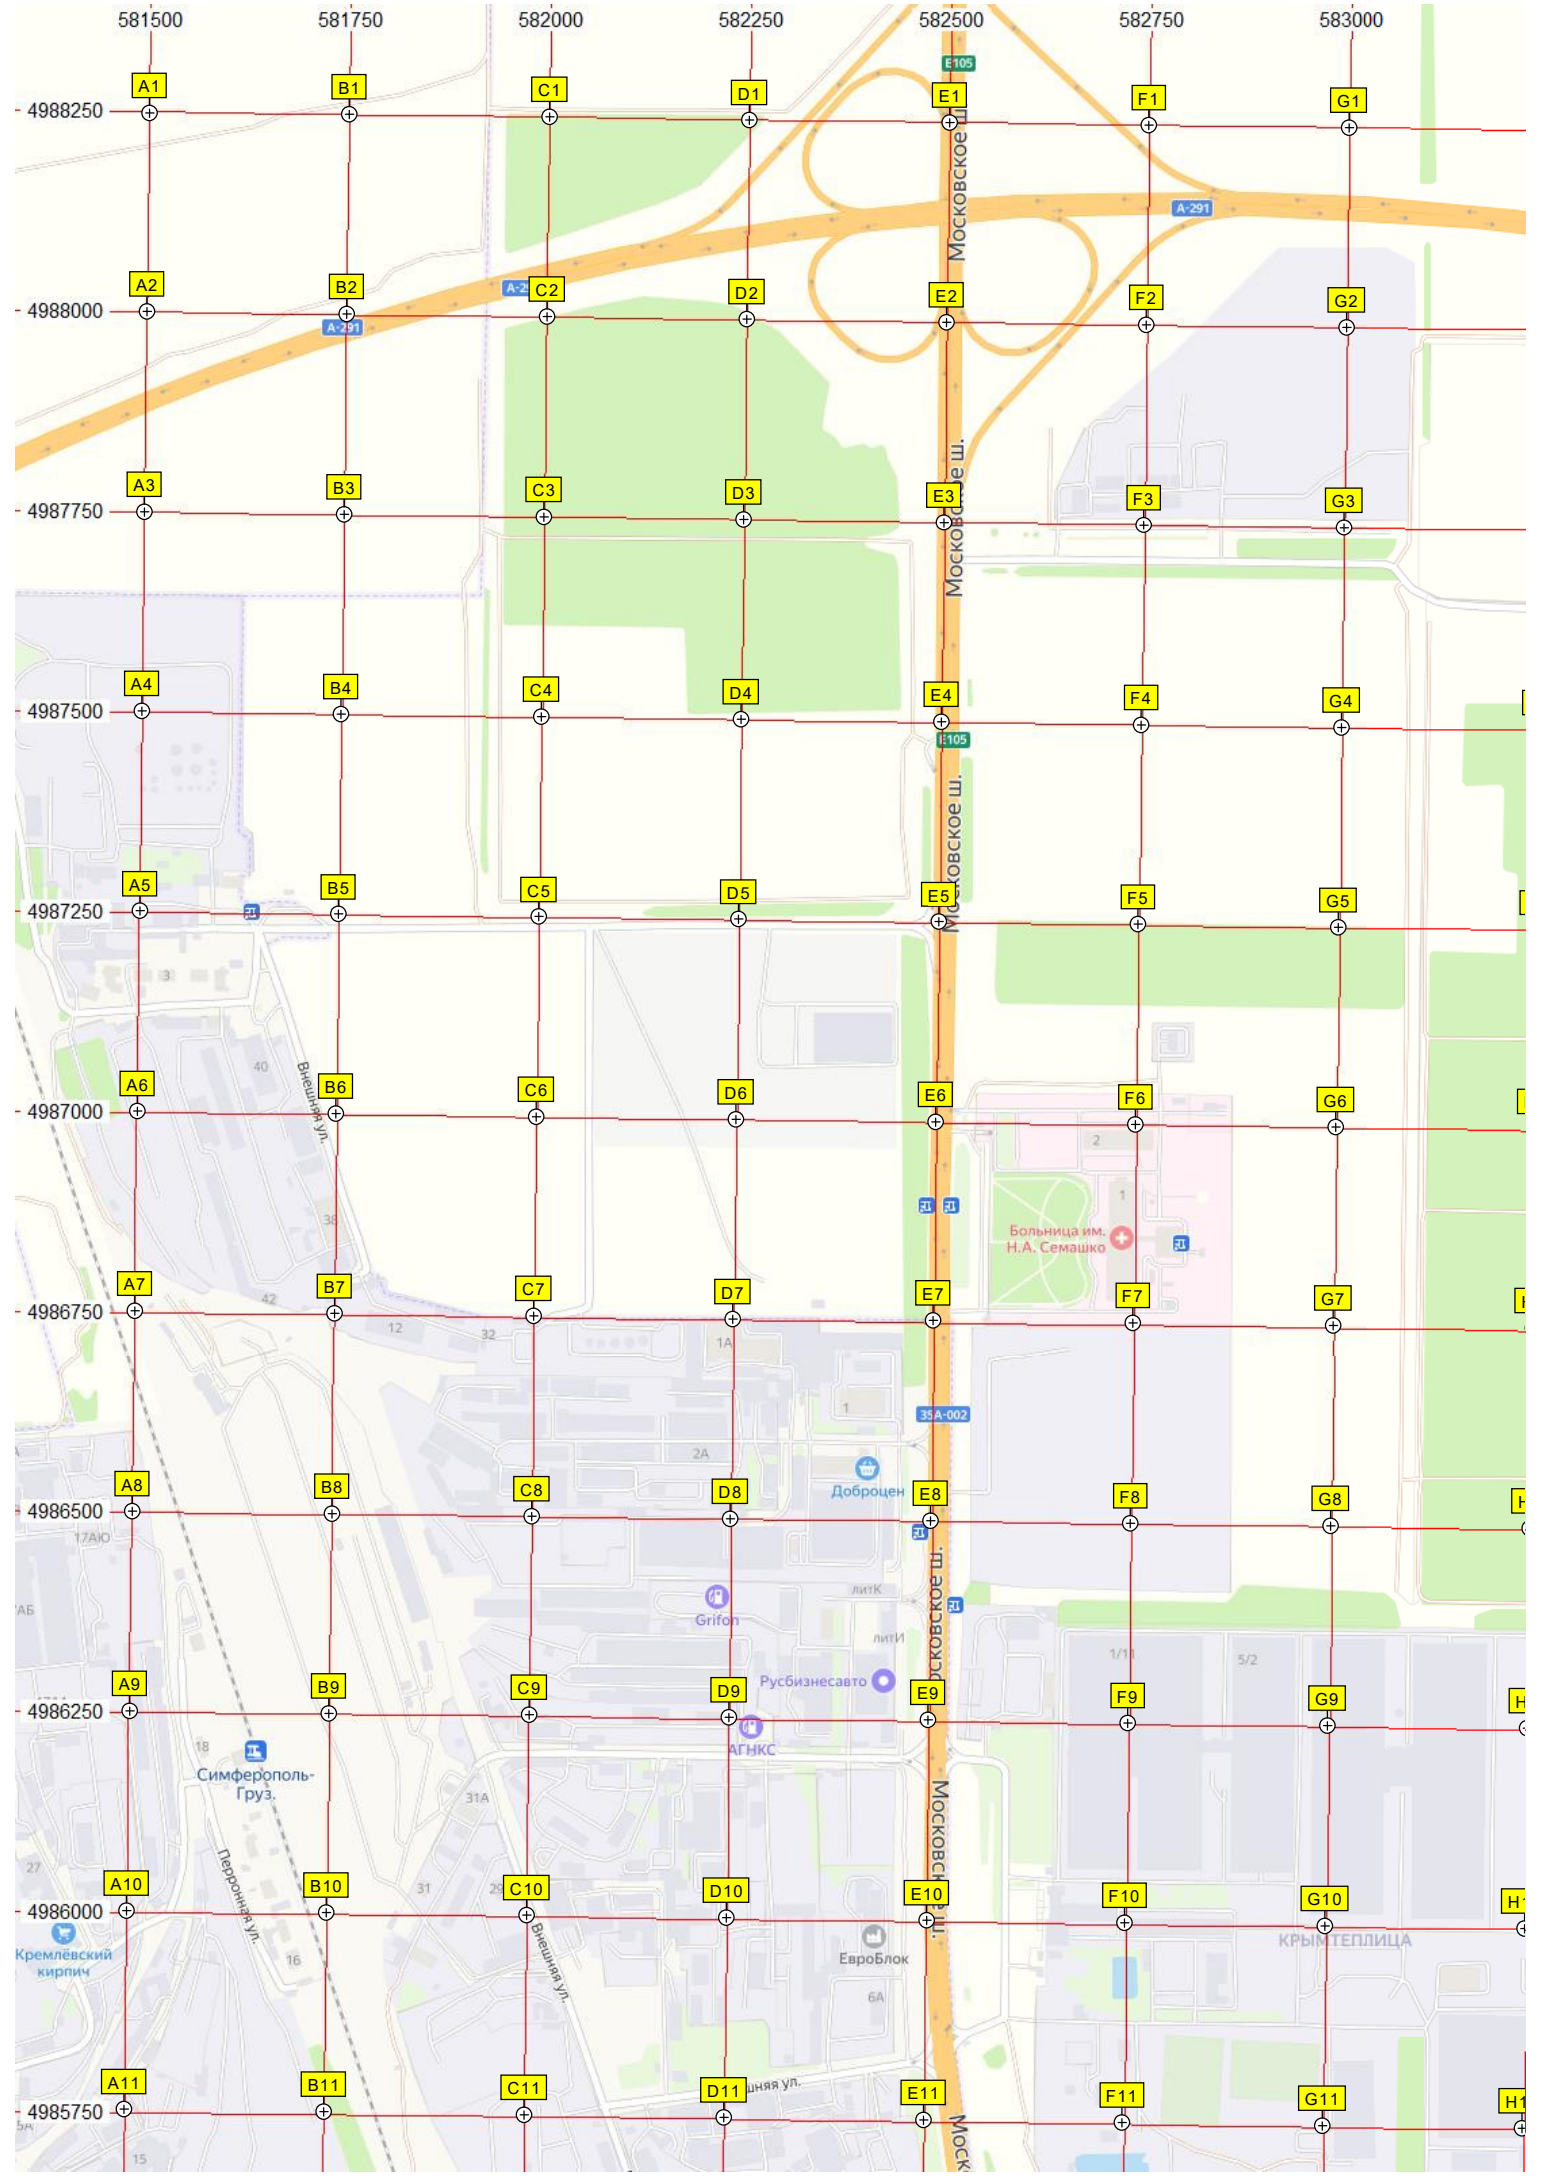 581500 581750 582000 582250 582500 582750 583000
E105
A1 B1 C1 D1 E1 F1 G1
4988250
Московское ш.
А-291
A2 B2 C2 D2 E2 F2 G2
4988000
А-291
A3 B3 C3 D3 E3 F3 G3
4987750
Московское ш.
A4 B4 C4 D4 E4 F4 G4
4987500
E105
Московское ш.
A5 B5 C5 D5 E5 F5 G5
4987250
3
40
Внешняя ул.
A6 B6 C6 D6 E6 F6 G6
4987000
2
1
38
Больница им.
Н.А. Семашко
A7 B7 C7 D7 E7 F7 G7
4986750
42
12
32
1А
1
35А-002
2А
Доброцен
A8 B8 C8 D8 E8 F8 G8 H
4986500
17АЮ
литК
Grifon
литИ
1/11
5/2
Русбизнесавто
A9 B9 C9 D9 E9 F9 G9 H
4986250
АГНКС
18
Симферополь-
Груз.
31А
Московск
27
Перронная ул.
31
A10 B10 C10 D10 E10 F10 G10 H1
4986000
Кремлёвский
кирпич
16
Внешняя ул.
ЕвроБлок
6А
КРЫМТЕПЛИЦА
A11 B11 C11 D11 E11 F11 G11 H1
4985750
шняя ул.
Моск
15